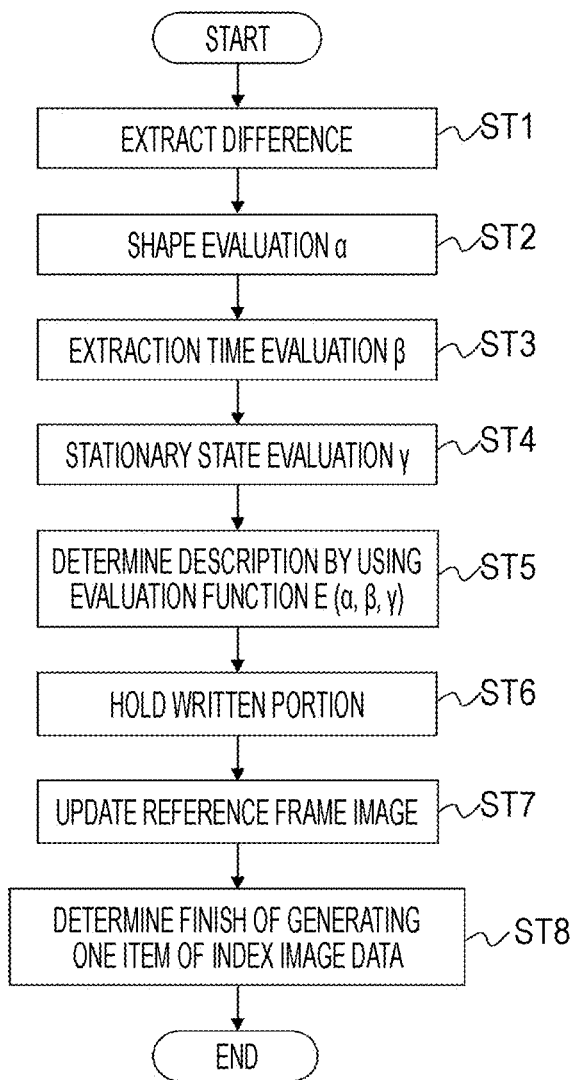 START
EXTRACT DIFFERENCE
ST1
SHAPE EVALUATION α
ST2
EXTRACTION TIME EVALUATION β
ST3
STATIONARY STATE EVALUATION γ
ST4
DETERMINE DESCRIPTION BY USING
EVALUATION FUNCTION E (α, β, γ)
ST5
HOLD WRITTEN PORTION
ST6
UPDATE REFERENCE FRAME IMAGE
ST7
DETERMINE FINISH OF GENERATING
ONE ITEM OF INDEX IMAGE DATA
ST8
END